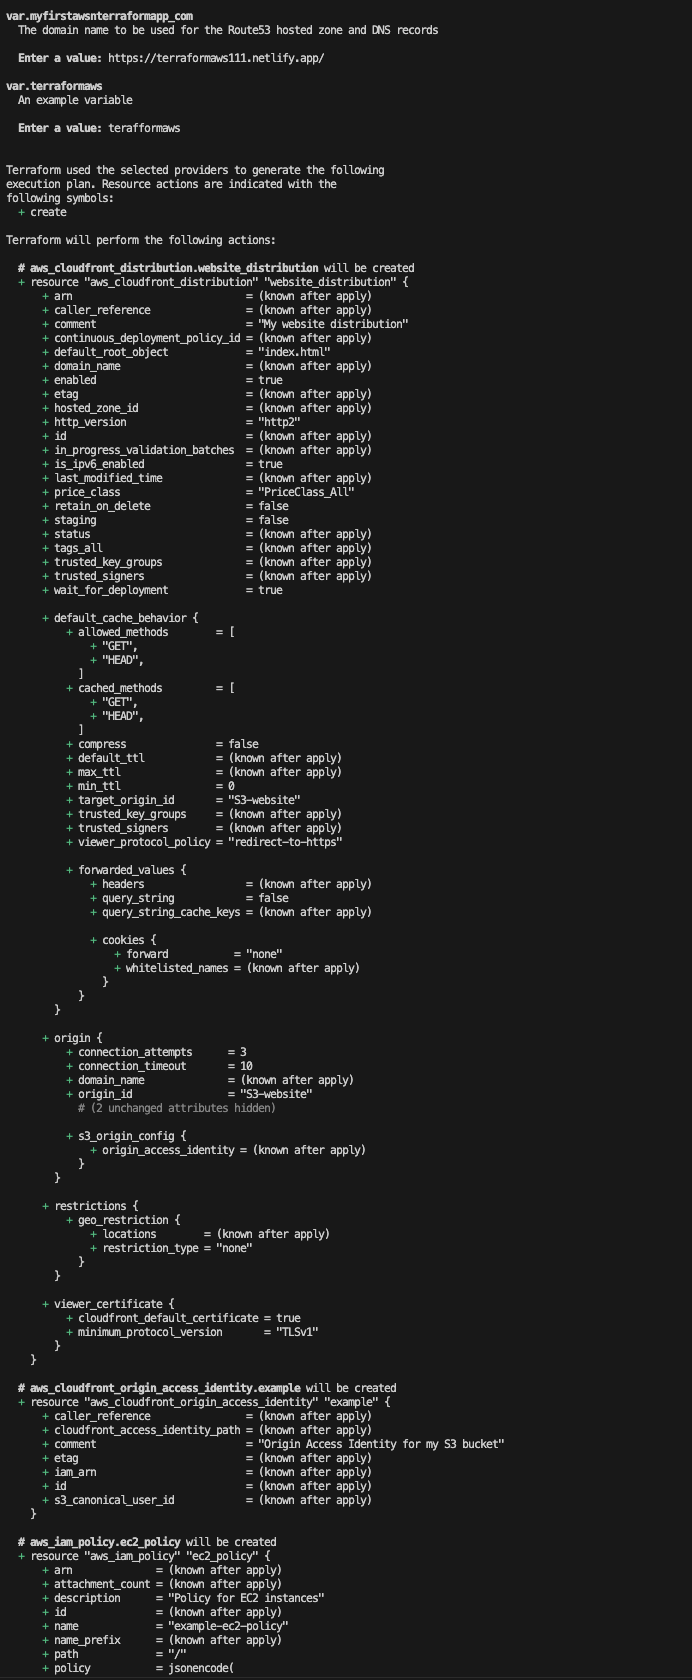 var.myfirstawsnterraformapp_com
  The domain name to be used for the Route53 hosted zone and DNS records

  Enter a value: https://terraformaws111.netlify.app/

var.terraformaws
  An example variable

  Enter a value: terafformaws


Terraform used the selected providers to generate the following
execution plan. Resource actions are indicated with the
following symbols:
  + create

Terraform will perform the following actions:

  # aws_cloudfront_distribution.website_distribution will be created
  + resource "aws_cloudfront_distribution" "website_distribution" {
      + arn                             = (known after apply)
      + caller_reference                = (known after apply)
      + comment                         = "My website distribution"
      + continuous_deployment_policy_id = (known after apply)
      + default_root_object             = "index.html"
      + domain_name                     = (known after apply)
      + enabled                         = true
      + etag                            = (known after apply)
      + hosted_zone_id                  = (known after apply)
      + http_version                    = "http2"
      + id                              = (known after apply)
      + in_progress_validation_batches  = (known after apply)
      + is_ipv6_enabled                 = true
      + last_modified_time              = (known after apply)
      + price_class                     = "PriceClass_All"
      + retain_on_delete                = false
      + staging                         = false
      + status                          = (known after apply)
      + tags_all                        = (known after apply)
      + trusted_key_groups              = (known after apply)
      + trusted_signers                 = (known after apply)
      + wait_for_deployment             = true

      + default_cache_behavior {
          + allowed_methods        = [
              + "GET",
              + "HEAD",
            ]
          + cached_methods         = [
              + "GET",
              + "HEAD",
            ]
          + compress               = false
          + default_ttl            = (known after apply)
          + max_ttl                = (known after apply)
          + min_ttl                = 0
          + target_origin_id       = "S3-website"
          + trusted_key_groups     = (known after apply)
          + trusted_signers        = (known after apply)
          + viewer_protocol_policy = "redirect-to-https"

          + forwarded_values {
              + headers                 = (known after apply)
              + query_string            = false
              + query_string_cache_keys = (known after apply)

              + cookies {
                  + forward           = "none"
                  + whitelisted_names = (known after apply)
                }
            }
        }

      + origin {
          + connection_attempts      = 3
          + connection_timeout       = 10
          + domain_name              = (known after apply)
          + origin_id                = "S3-website"
            # (2 unchanged attributes hidden)

          + s3_origin_config {
              + origin_access_identity = (known after apply)
            }
        }

      + restrictions {
          + geo_restriction {
              + locations        = (known after apply)
              + restriction_type = "none"
            }
        }

      + viewer_certificate {
          + cloudfront_default_certificate = true
          + minimum_protocol_version       = "TLSv1"
        }
    }

  # aws_cloudfront_origin_access_identity.example will be created
  + resource "aws_cloudfront_origin_access_identity" "example" {
      + caller_reference                = (known after apply)
      + cloudfront_access_identity_path = (known after apply)
      + comment                         = "Origin Access Identity for my S3 bucket"
      + etag                            = (known after apply)
      + iam_arn                         = (known after apply)
      + id                              = (known after apply)
      + s3_canonical_user_id            = (known after apply)
    }

  # aws_iam_policy.ec2_policy will be created
  + resource "aws_iam_policy" "ec2_policy" {
      + arn              = (known after apply)
      + attachment_count = (known after apply)
      + description      = "Policy for EC2 instances"
      + id               = (known after apply)
      + name             = "example-ec2-policy"
      + name_prefix      = (known after apply)
      + path             = "/"
      + policy           = jsonencode(